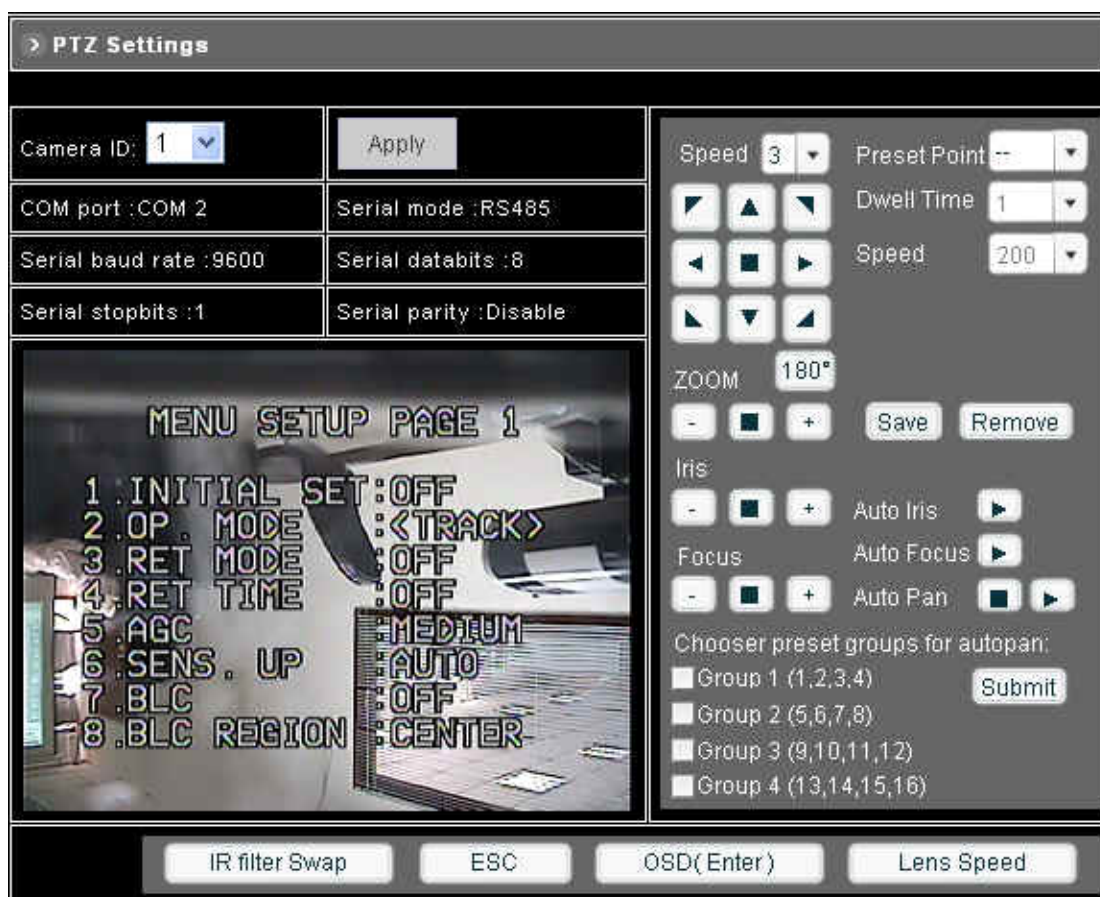 PTZ Settings
Camera ID: 1
Apply
COM port :COM 2
Serial mode :RS485
Serial baud rate :9600
Serial databits :8
Serial stopbits :1
Serial parity :Disable
MENU SETUP PAGE 1
1.INITIAL SET:OFF
2.OP. MODE :<TRACK>
3.RET MODE :OFF
4.RET TIME :OFF
5.AGC :MEDIUM
6.SENS. UP :AUTO
7.BLC :OFF
8.BLC REGION :CENTER
Speed 3
Preset Point --
Dwell Time 1
Speed 200
180°
ZOOM
- +
Save Remove
Iris
- +
Auto Iris
Focus
Auto Focus
- +
Auto Pan
Chooser preset groups for autopan:
Group 1 (1,2,3,4)
Submit
Group 2 (5,6,7,8)
Group 3 (9,10,11,12)
Group 4 (13,14,15,16)
IR filter Swap
ESC
OSD(Enter)
Lens Speed